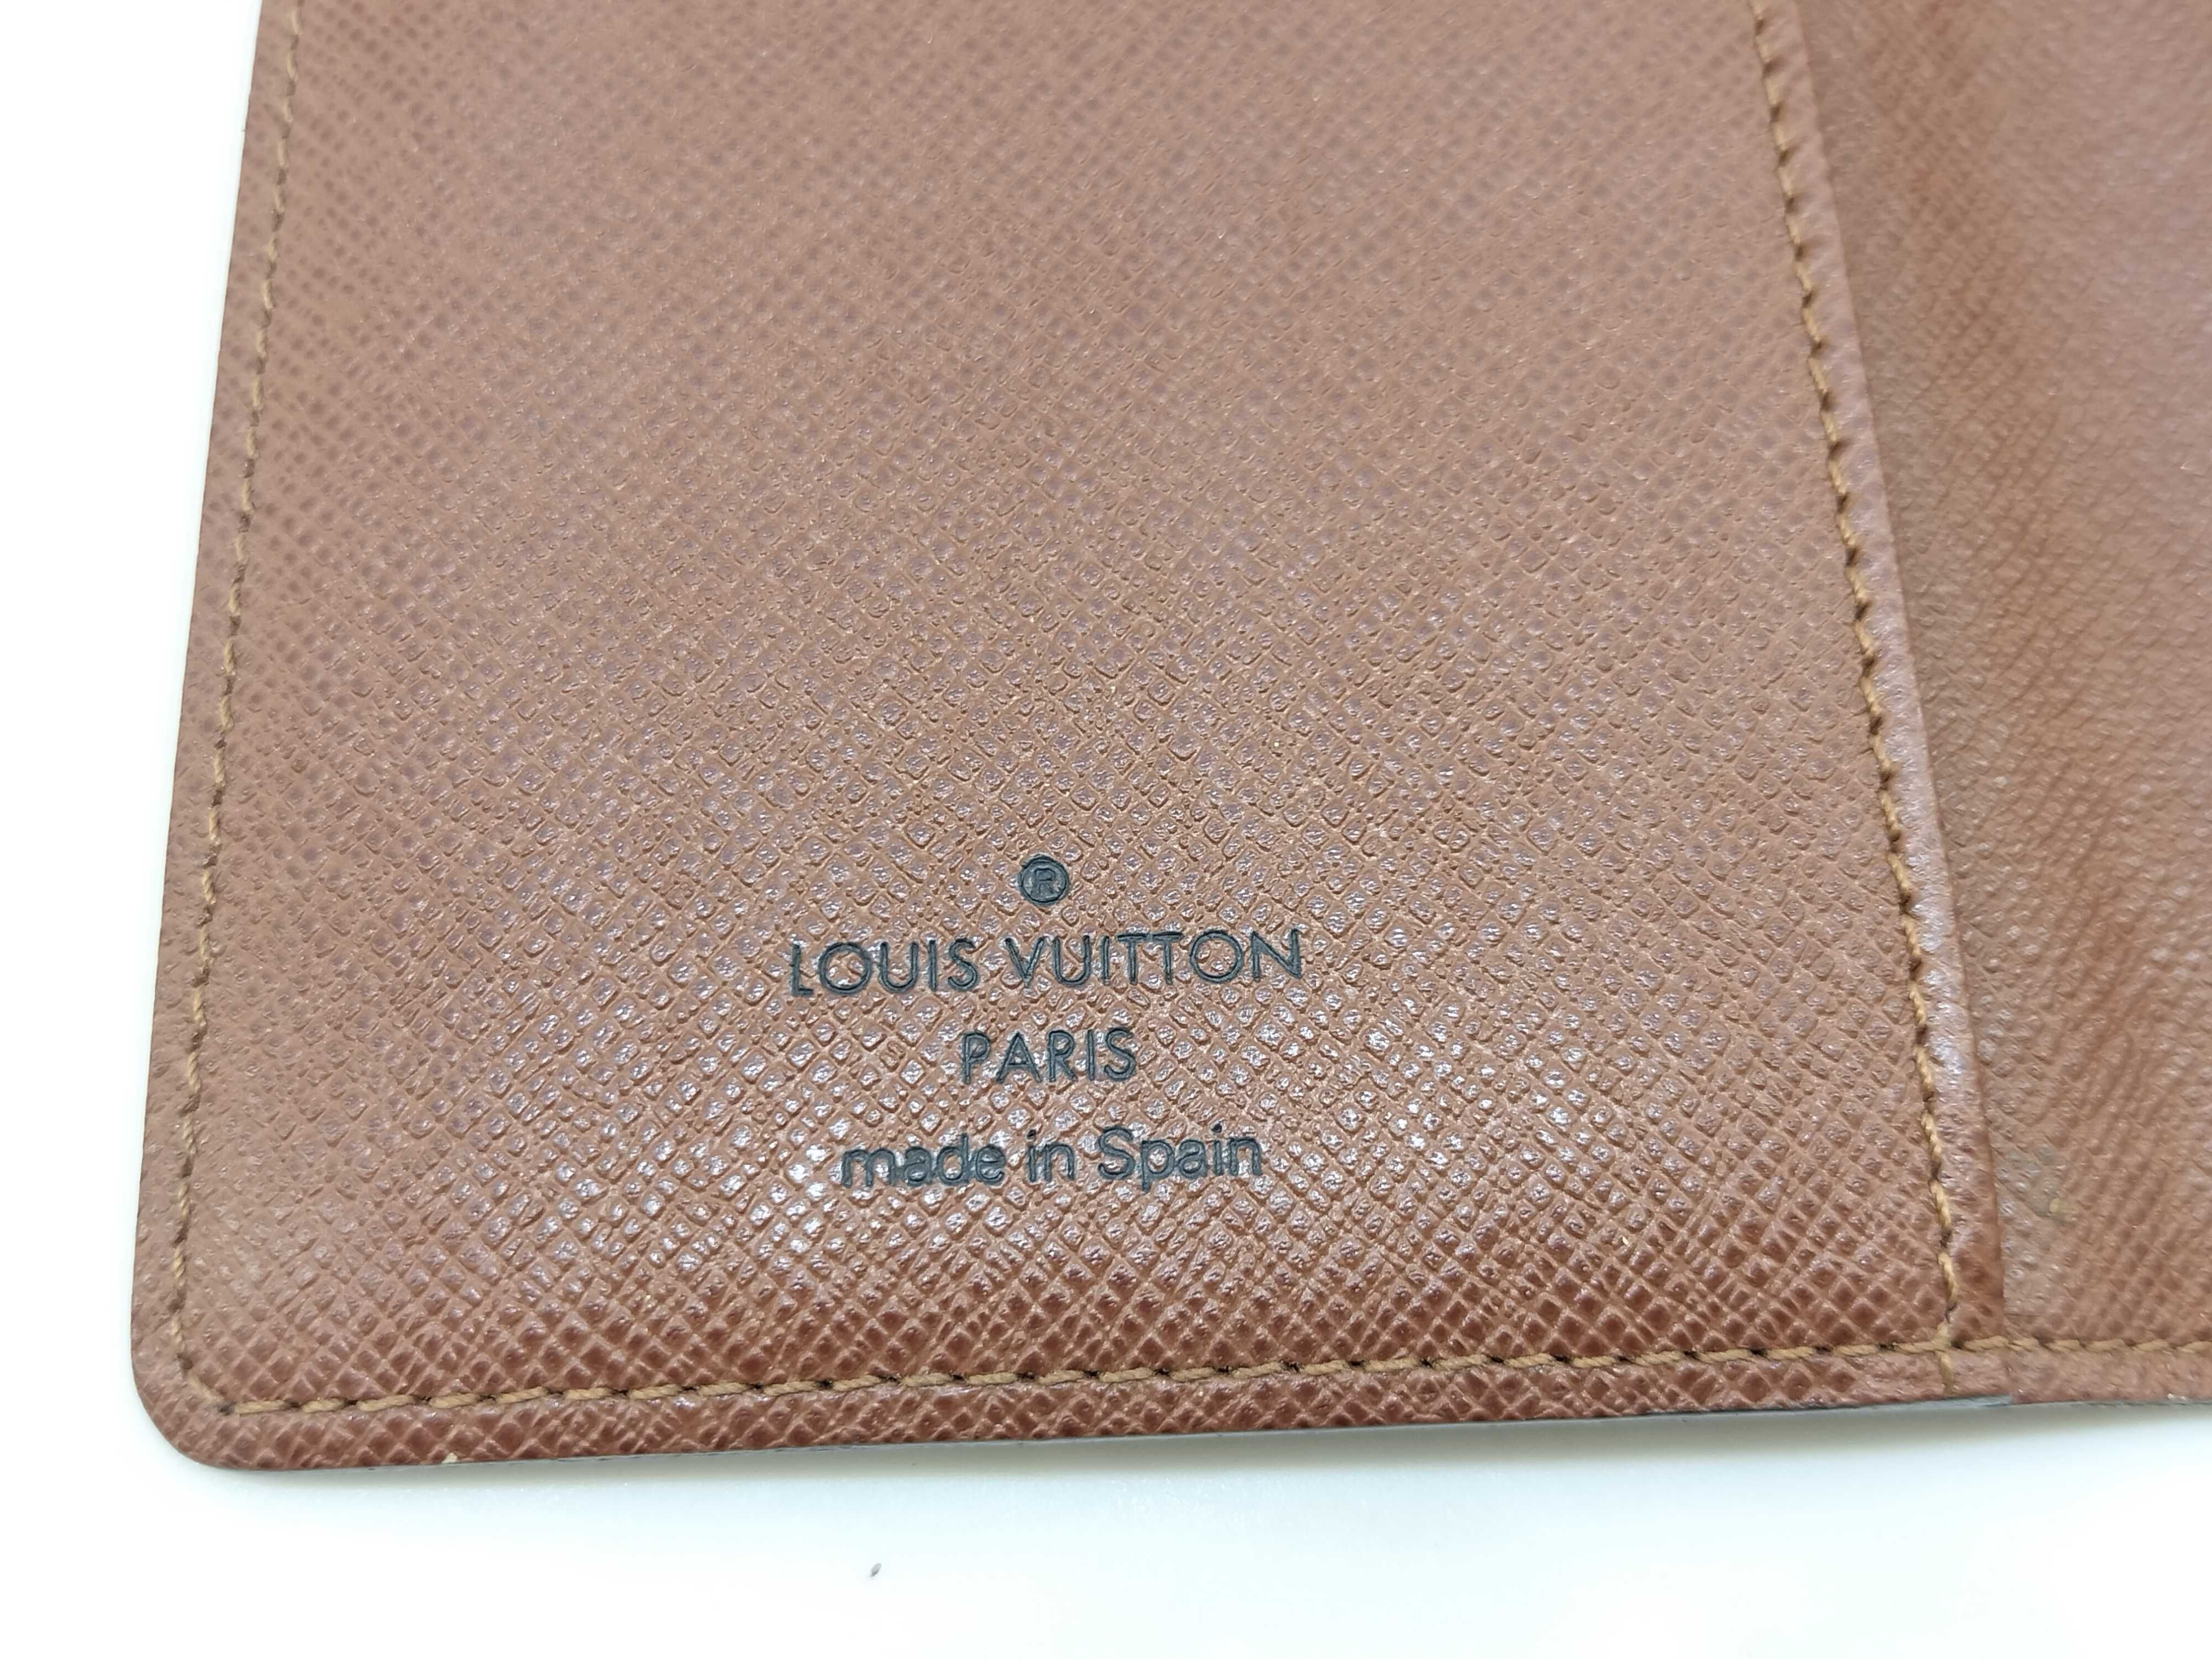 ®
LOUIS VUITTON
PARIS
made in Spain